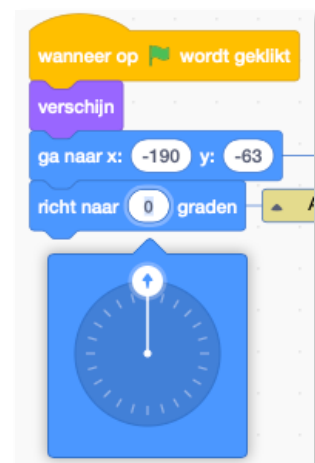 wanneer op wordt geklikt
verschijn
ga naar x: -190 y: -63
richt naar 0 graden